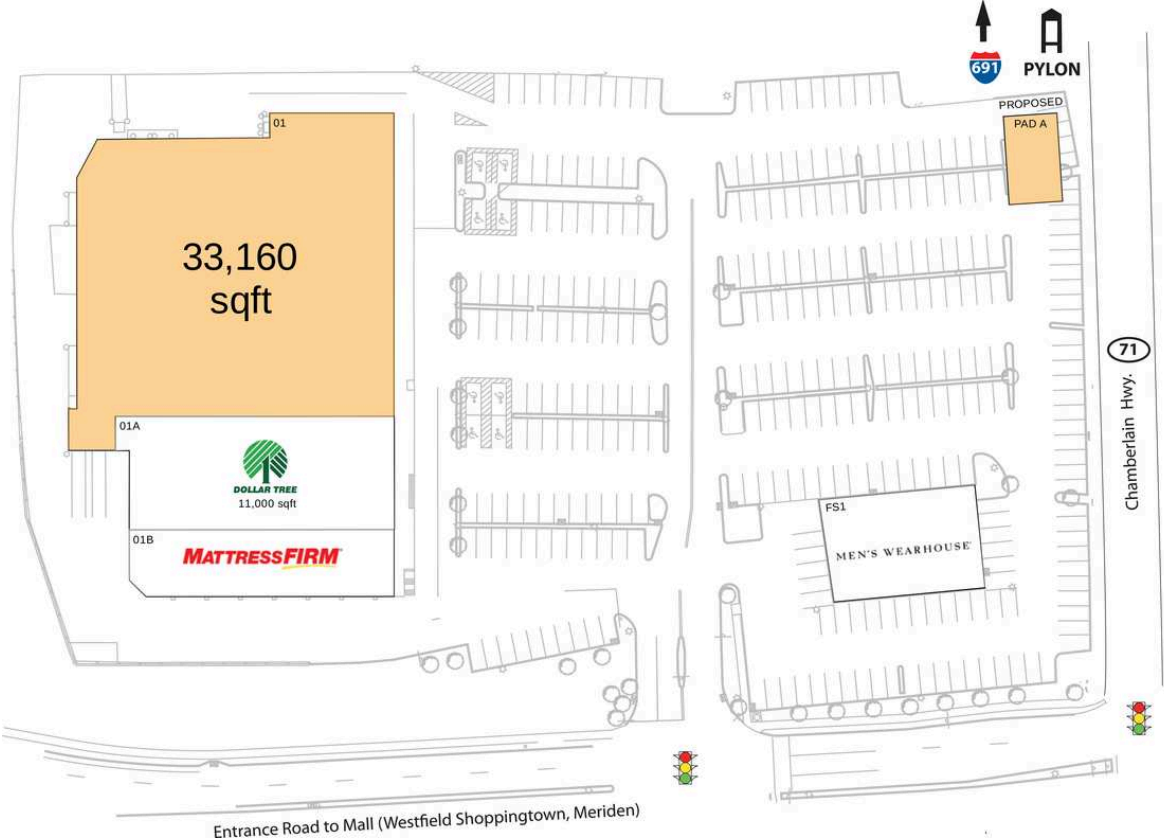 691
PYLON
PROPOSED
PAD A
01
33,160
sqft
71
Chamberlain Hwy.
01A
DOLLAR TREE
11,000 sqft
01B
MATTRESSFIRM
FS1
MEN'S WEARHOUSE
Entrance Road to Mall (Westfield Shoppingtown, Meriden)